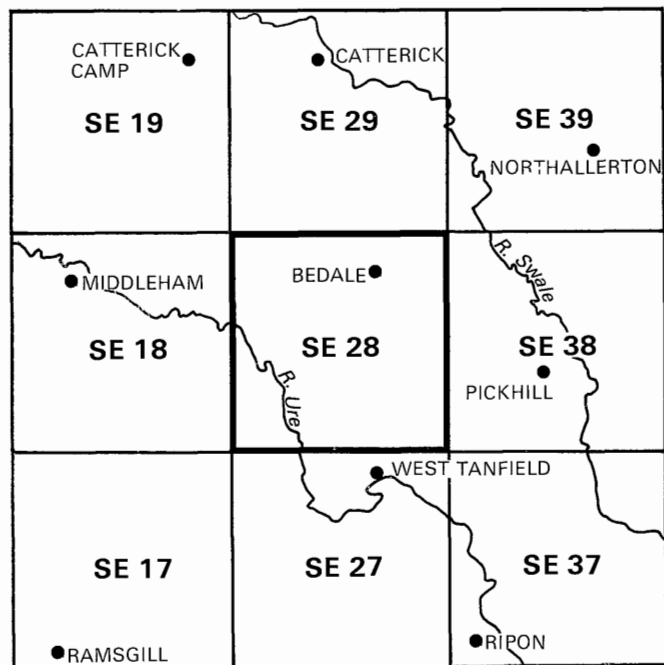 CATTERICK
CAMP
CATTERICK
SE 19
SE 29
SE 39
NORTHALLERTON
MIDDLEHAM
BEDALE
R. Swale
SE 18
SE 28
SE 38
R. Ure
PICKHILL
WEST TANFIELD
SE 17
SE 27
SE 37
RAMSGILL
RIPON